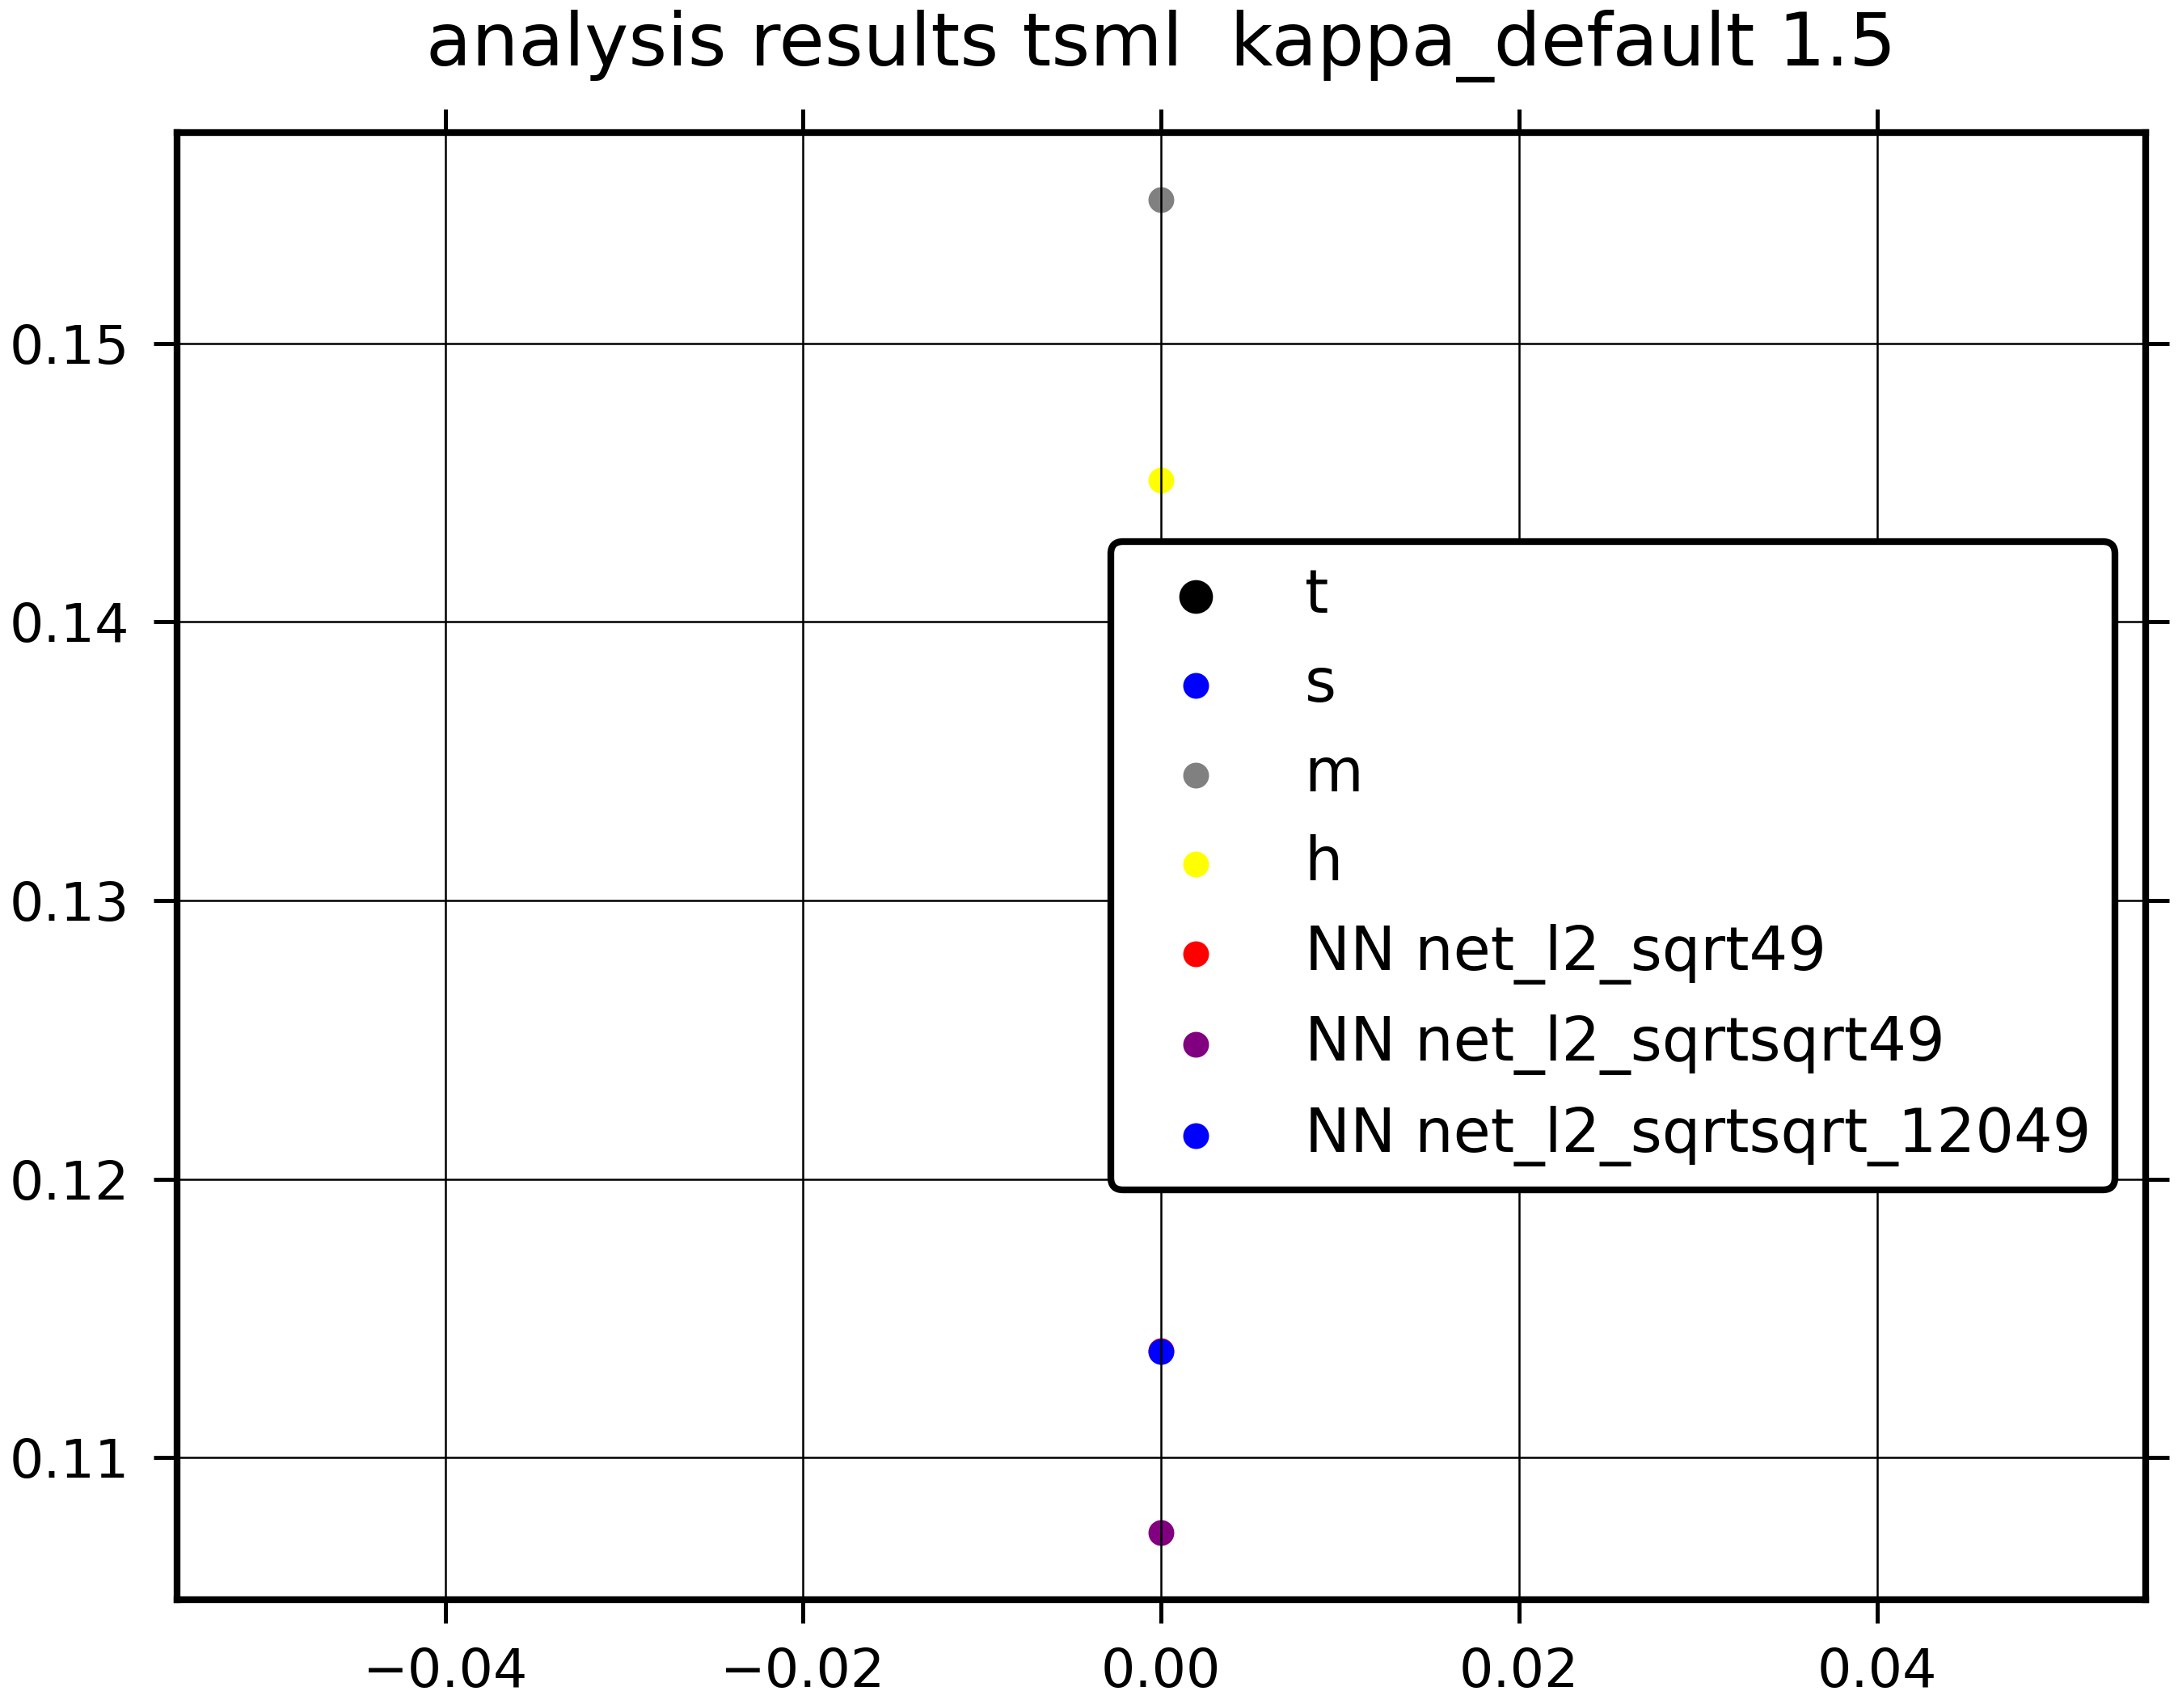 analysis results tsml  kappa_default 1.5
0.15
0.14
0.13
0.12
0.11
t
s
m
h
NN net_l2_sqrt49
NN net_l2_sqrtsqrt49
NN net_l2_sqrtsqrt_12049
−0.04
−0.02
0.00
0.02
0.04